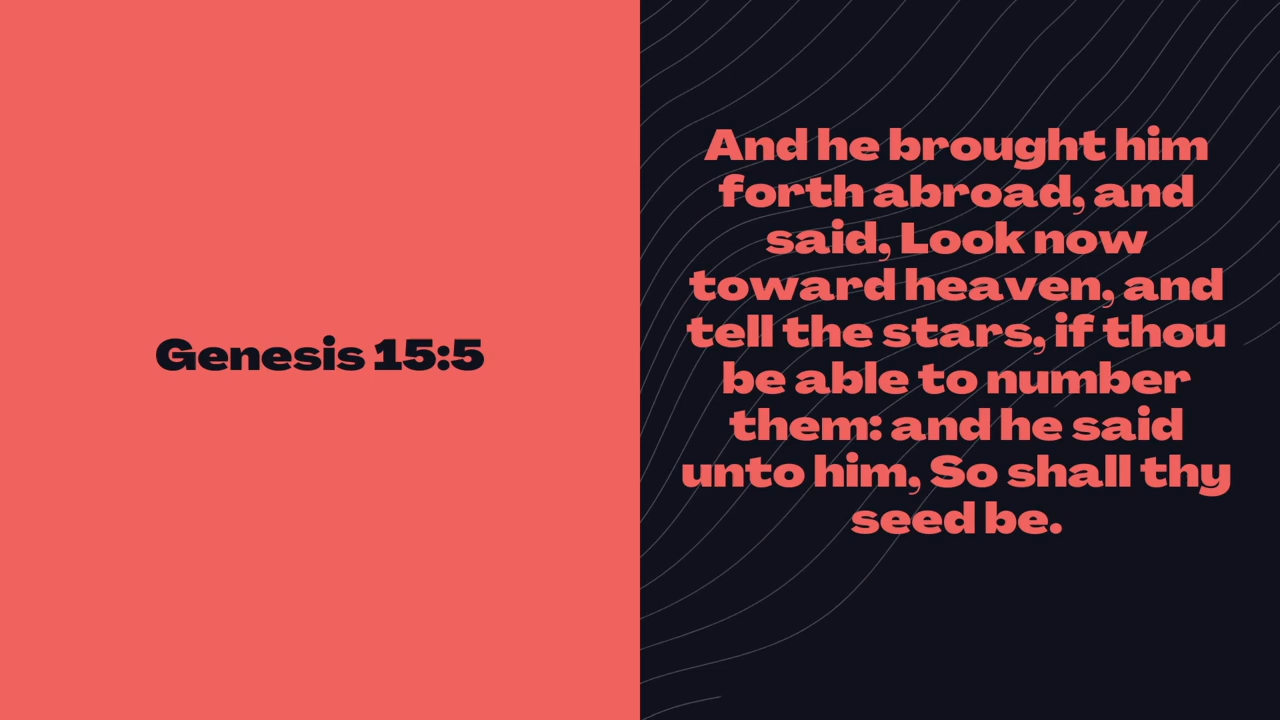 Genesis 15:5
And he brought him
forth abroad, and
said, Look now
toward heaven, and
tell the stars, if thou
be able to number
them: and he said
unto him, So shall thy
seed be.